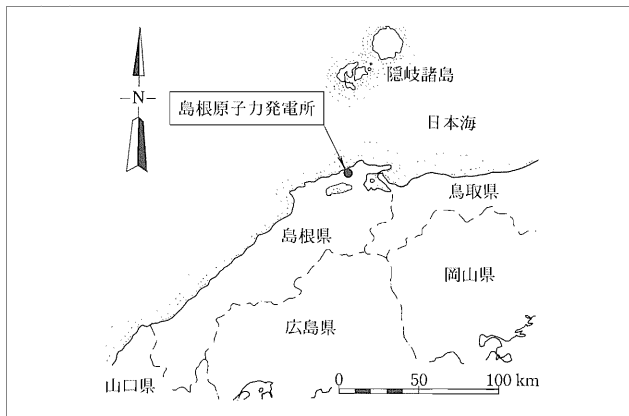 隠岐諸島
N
島根原子力発電所
日本海
鳥取県
島根県
岡山県
広島県
山口県
0 50 100 km